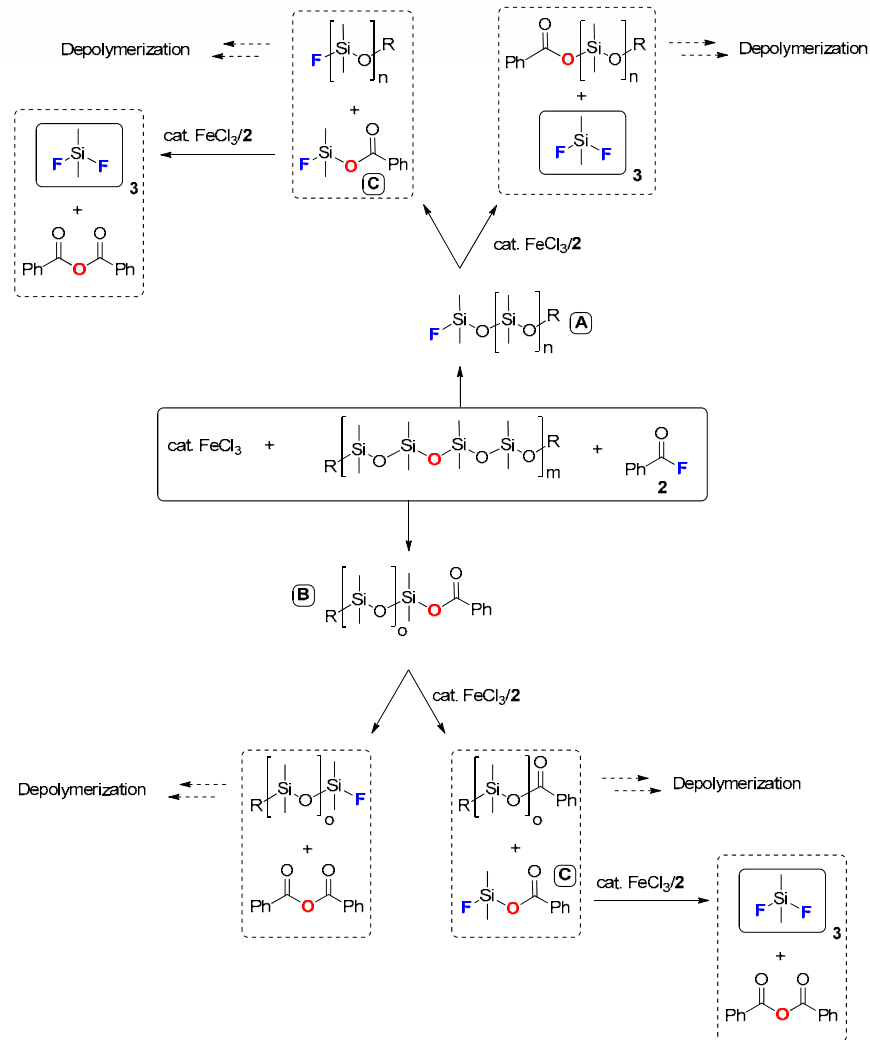 Depolymerization
F Si O R n
+
F Si O O Ph
C
O Ph O Si O R n
+
Si F F
3
Depolymerization
cat. FeCl3/2
Si F F
3
+
O O Ph O Ph
cat. FeCl3/2
F Si O Si O R n
A
cat. FeCl3 + R Si O Si O Si O Si O R m + O Ph F
2
B
R Si O Si O O Ph o
cat. FeCl3/2
Depolymerization
R Si O Si F o
+
O O Ph O Ph
R Si O O Ph o
+
C
F Si O O Ph
Depolymerization
cat. FeCl3/2
Si F F
3
+
O O Ph O Ph